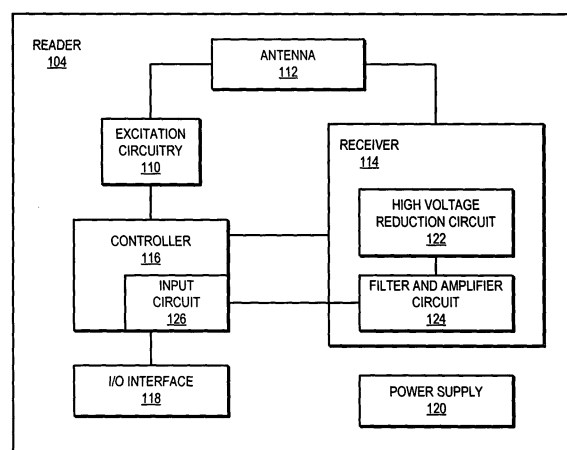 READER
104
ANTENNA
112
EXCITATION
CIRCUITRY
110
RECEIVER
114
HIGH VOLTAGE
REDUCTION CIRCUIT
122
CONTROLLER
116
INPUT
CIRCUIT
126
FILTER AND AMPLIFIER
CIRCUIT
124
I/O INTERFACE
118
POWER SUPPLY
120